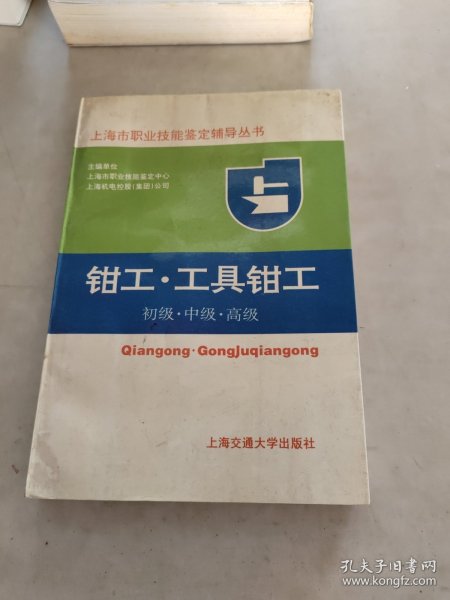 上海市职业技能鉴定辅导丛书
主编单位
上海市职业技能鉴定中心
上海机电控股(集团)公司
上
钳工·工具钳工
初级·中级·高级
Qiangong·Gongjuqiangong
上海交通大学出版社
孔夫子旧书网
www.kongfz.com